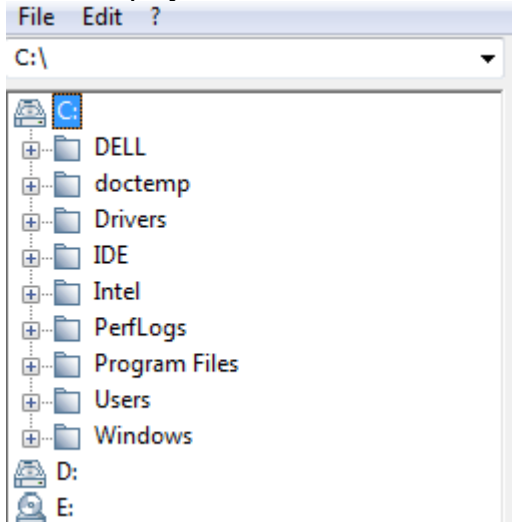 File Edit ?
C:\
C:
DELL
doctemp
Drivers
IDE
Intel
PerfLogs
Program Files
Users
Windows
D:
E: